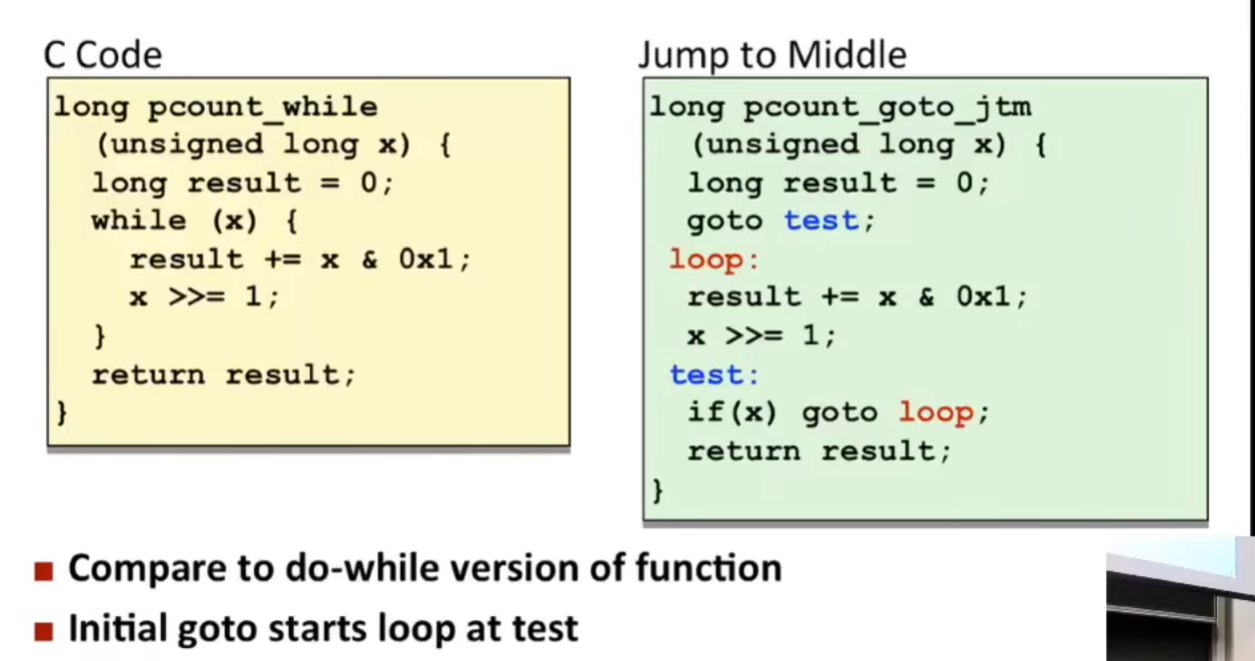 C Code
long pcount_while
(unsigned long x) {
long result = 0;
while (x) {
result += x & 0x1;
x >>= 1;
}
return result;
}
Jump to Middle
long pcount_goto_jtm
(unsigned long x) {
long result = 0;
goto test;
loop:
result += x & 0x1;
x >>= 1;
test:
if(x) goto loop;
return result;
}
■ Compare to do-while version of function
■ Initial goto starts loop at test